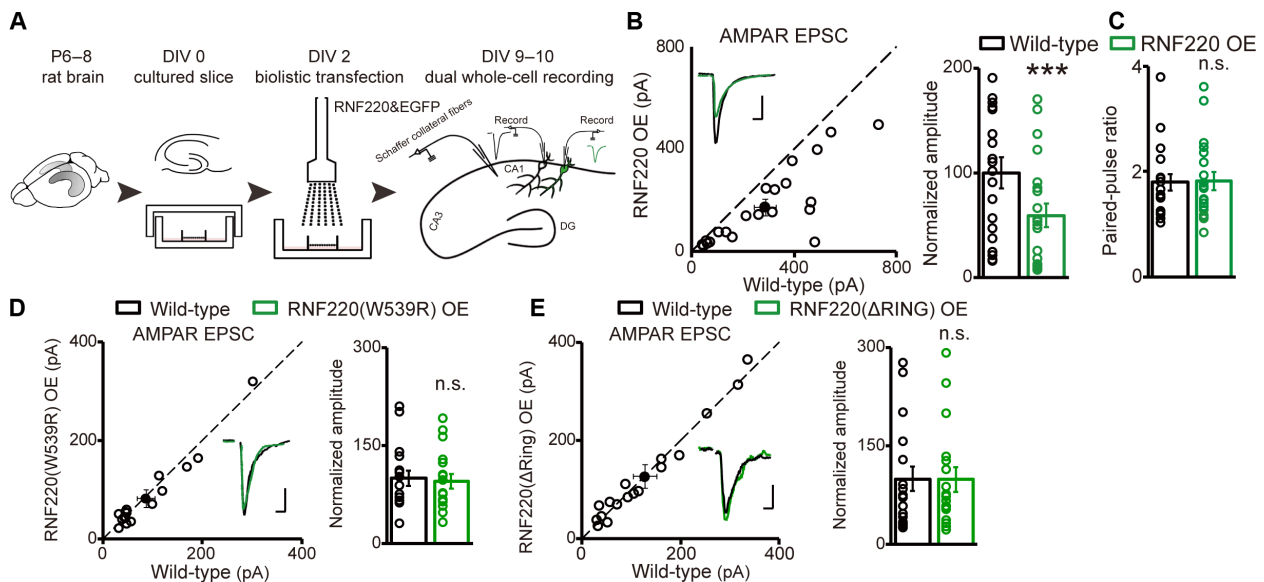 A
P6–8
rat brain
DIV 0
cultured slice
DIV 2
biolistic transfection
DIV 9–10
dual whole-cell recording
RNF220&EGFP
Schaffer collateral fibers
Record
Record
CA1
CA3
DG
B
AMPAR EPSC
RNF220 OE (pA)
800
400
0
0
400
800
Wild-type (pA)
Wild-type
RNF220 OE
Normalized amplitude
200
100
0
***
C
n.s.
Paired-pulse ratio
4
2
0
D
Wild-type
RNF220(W539R) OE
AMPAR EPSC
RNF220(W539R) OE (pA)
400
200
0
0
200
400
Wild-type (pA)
Normalized amplitude
300
150
0
n.s.
E
Wild-type
RNF220(ΔRING) OE
AMPAR EPSC
RNF220(ΔRing) OE (pA)
400
200
0
0
200
400
Wild-type (pA)
Normalized amplitude
300
150
0
n.s.